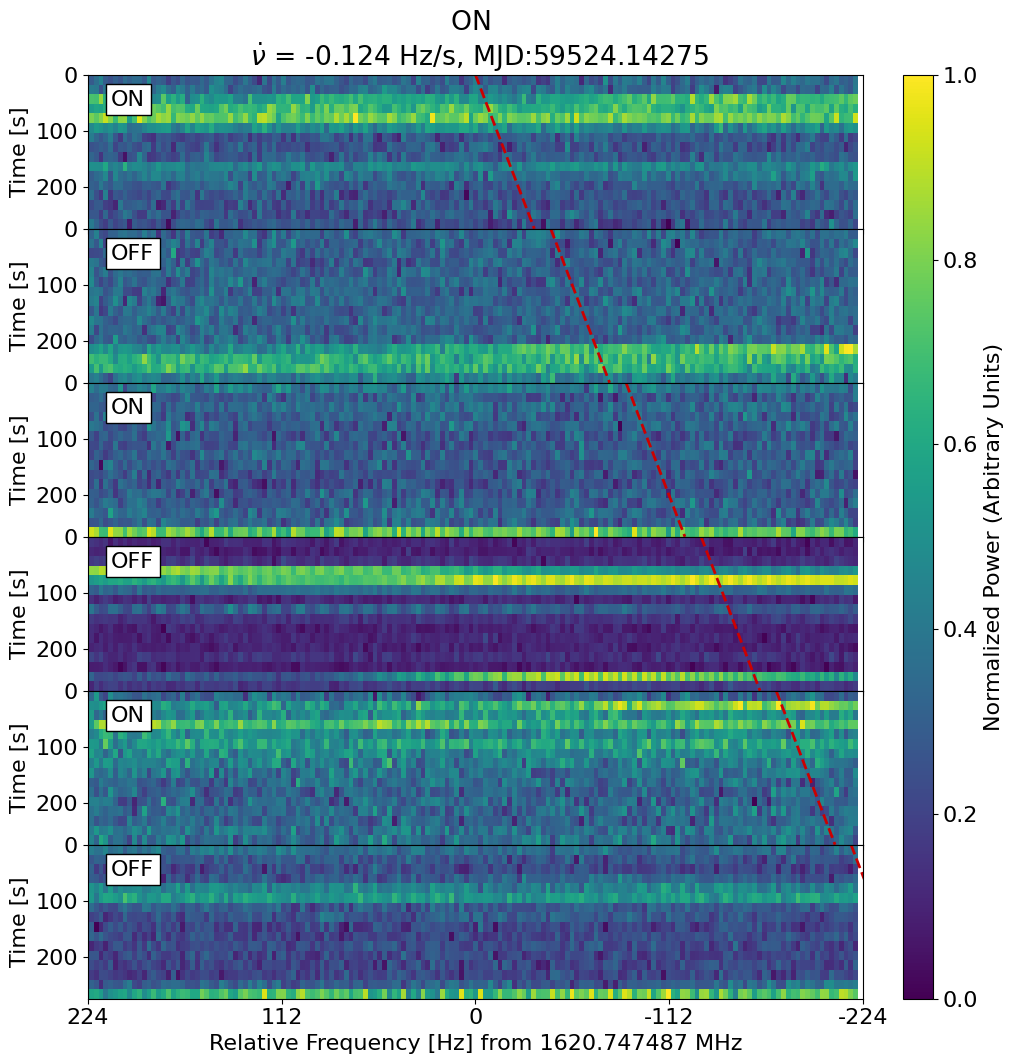 ON
ν̇ = -0.124 Hz/s, MJD:59524.14275
0
100
200
Time [s]
ON
0
100
200
Time [s]
OFF
0
100
200
Time [s]
ON
0
100
200
Time [s]
OFF
0
100
200
Time [s]
ON
0
100
200
Time [s]
OFF
224 112 0 -112 -224
Relative Frequency [Hz] from 1620.747487 MHz
1.0
0.8
0.6
0.4
0.2
0.0
Normalized Power (Arbitrary Units)